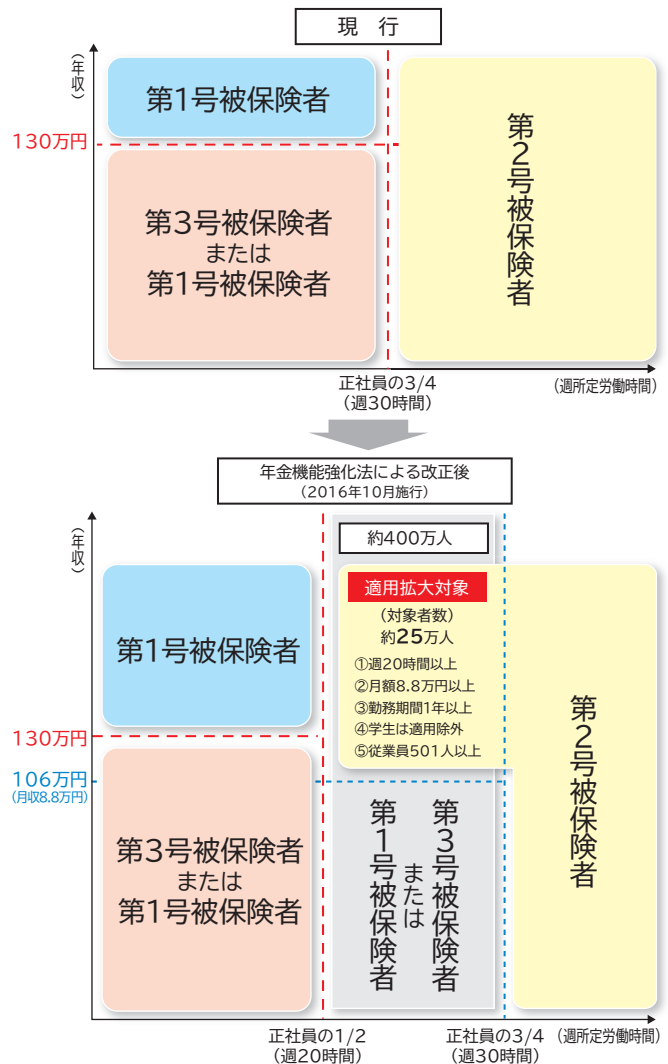 現 行
（年収）
第1号被保険者
130万円
第3号被保険者
または
第1号被保険者
第2号被保険者
正社員の3/4
（週30時間）
（週所定労働時間）
年金機能強化法による改正後
（2016年10月施行）
（年収）
約400万人
適用拡大対象
（対象者数）
約25万人
①週20時間以上
②月額8.8万円以上
③勤務期間1年以上
④学生は適用除外
⑤従業員501人以上
第1号被保険者
130万円
106万円
（月収8.8万円）
第3号被保険者
または
第1号被保険者
第3号被保険者
または
第1号被保険者
第2号被保険者
正社員の1/2
（週20時間）
正社員の3/4
（週30時間）
（週所定労働時間）